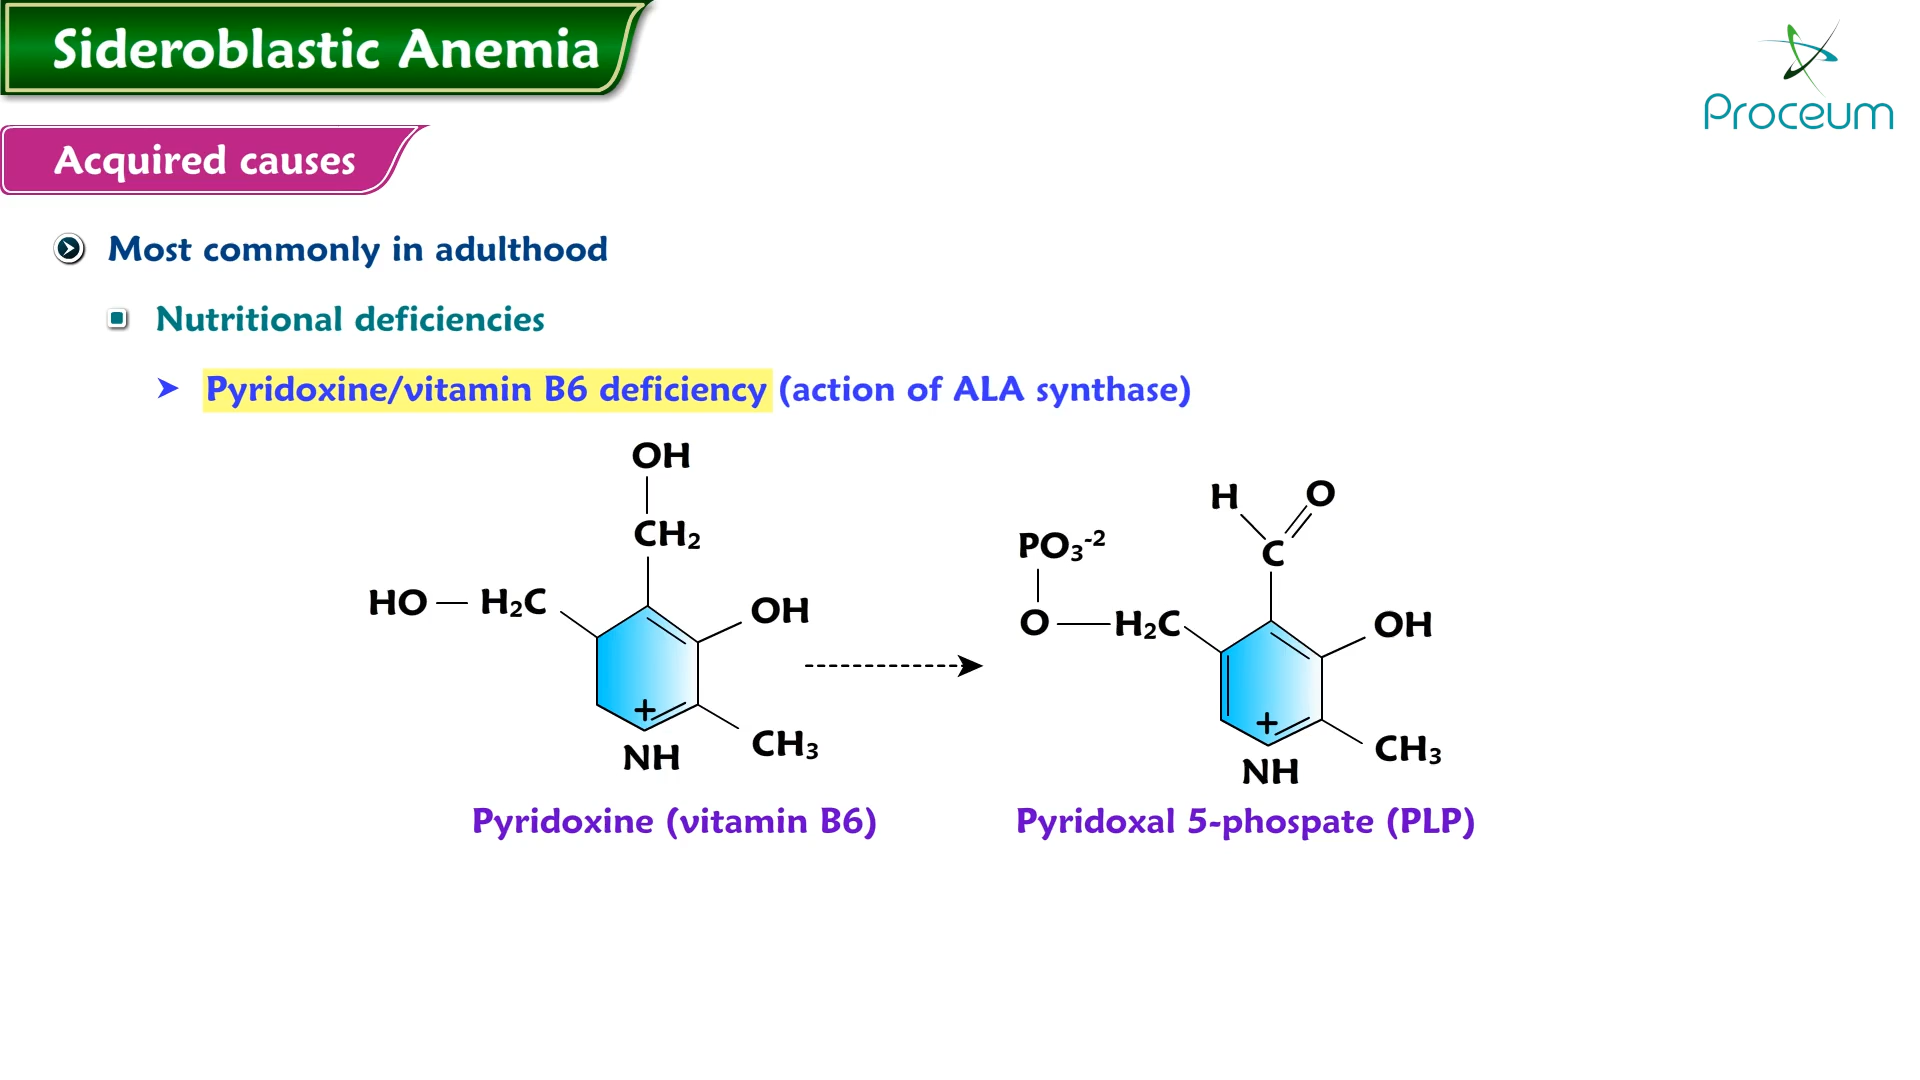 Sideroblastic Anemia
Proceum
Acquired causes
Most commonly in adulthood
Nutritional deficiencies
Pyridoxine/vitamin B6 deficiency (action of ALA synthase)
OH
CH₂
HO — H₂C
OH
+
NH
CH₃
Pyridoxine (vitamin B6)
H O
C
PO₃⁻²
O — H₂C
OH
+
NH
CH₃
Pyridoxal 5-phospate (PLP)